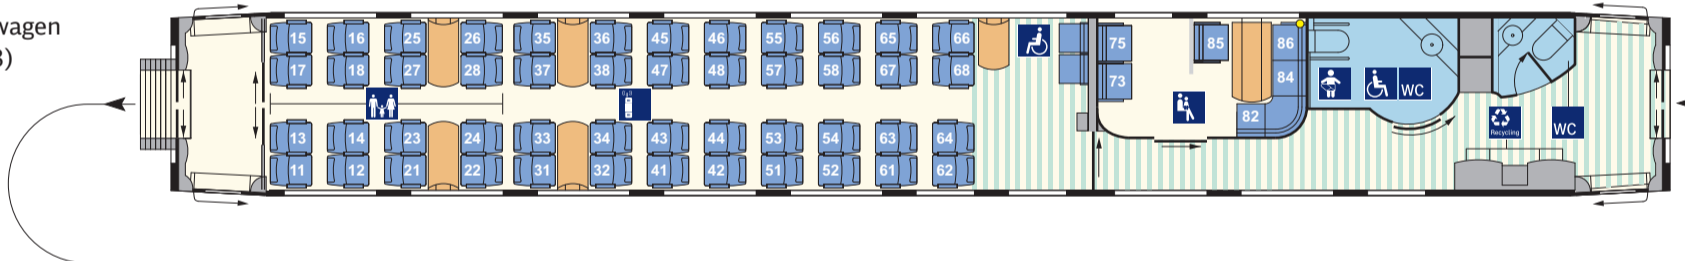 wagen
3)
15 16 25 26 35 36 45 46 55 56 65 66 75 85 86
17 18 27 28 37 38 47 48 57 58 67 68 73 84
82
WC
Recycling WC
13 14 23 24 33 34 43 44 53 54 63 64
11 12 21 22 31 32 41 42 51 52 61 62